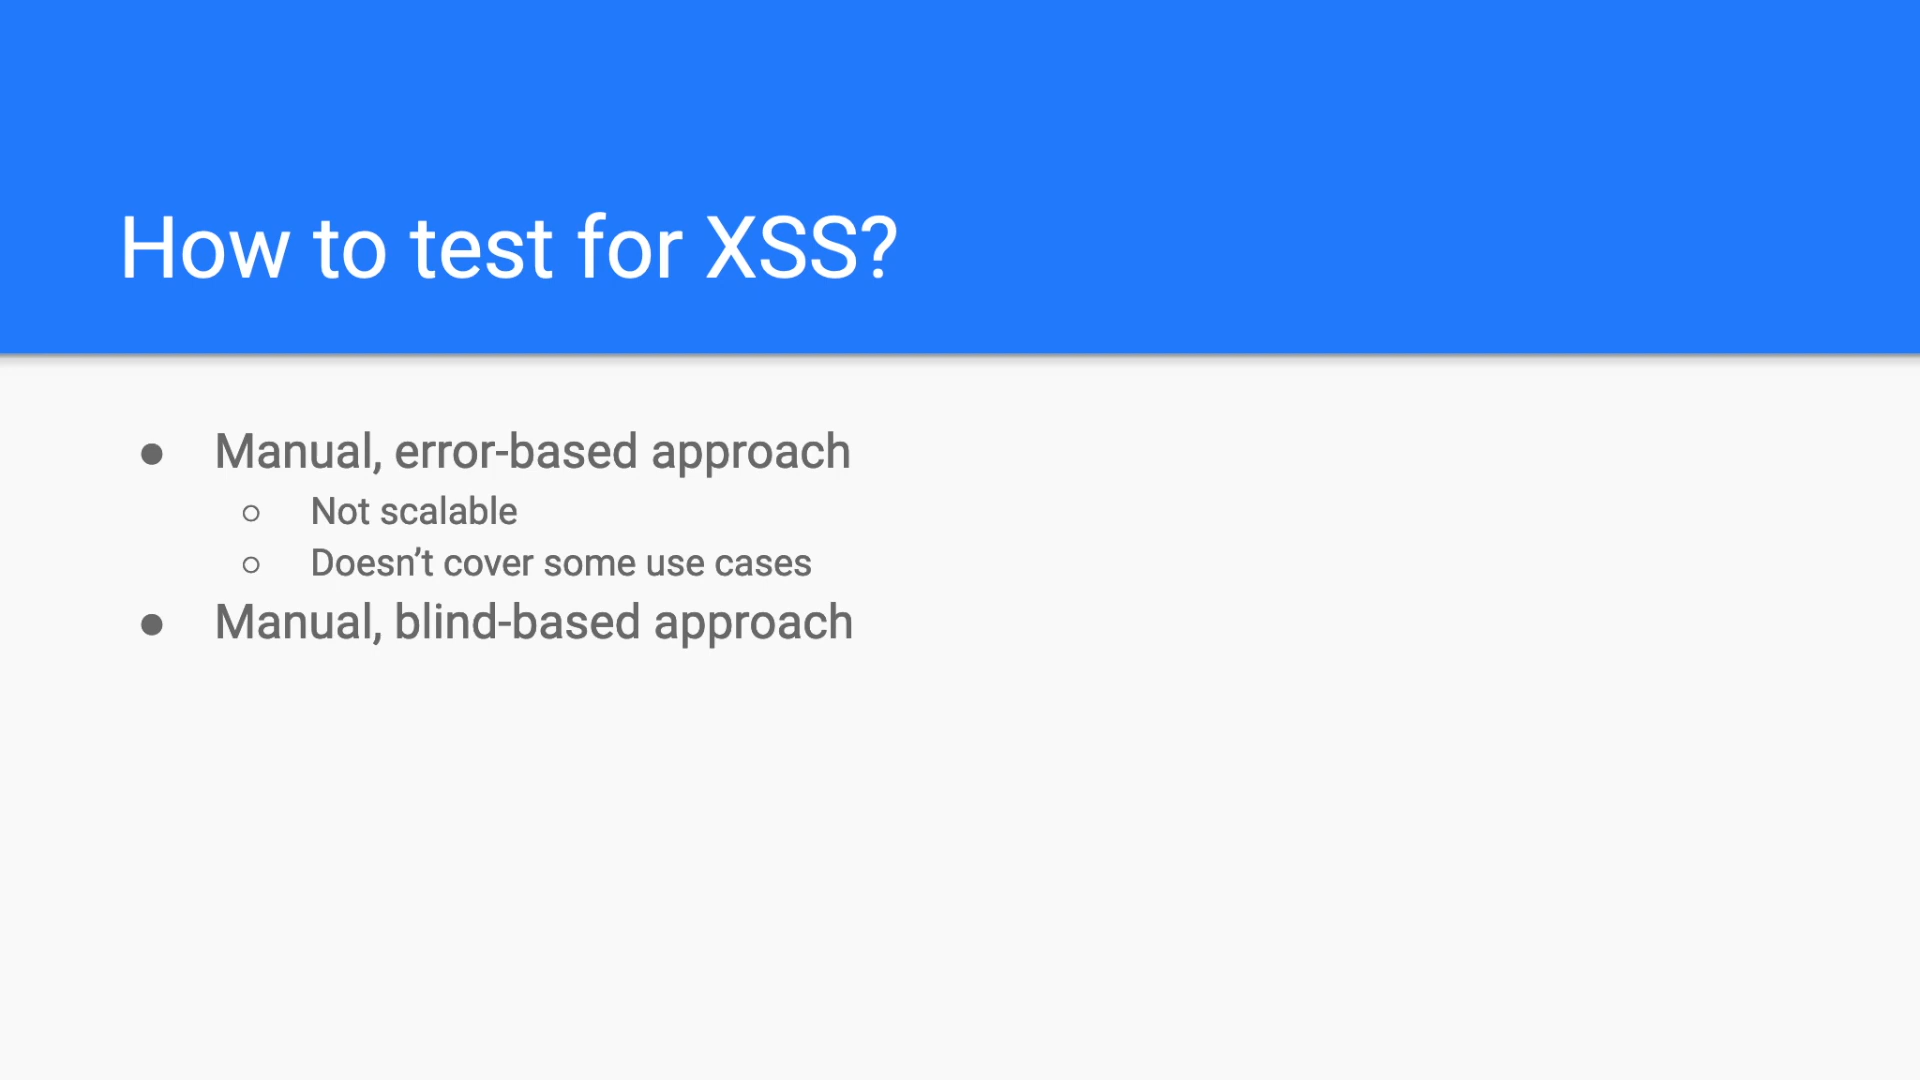 How to test for XSS?
● Manual, error-based approach
○ Not scalable
○ Doesn’t cover some use cases
● Manual, blind-based approach